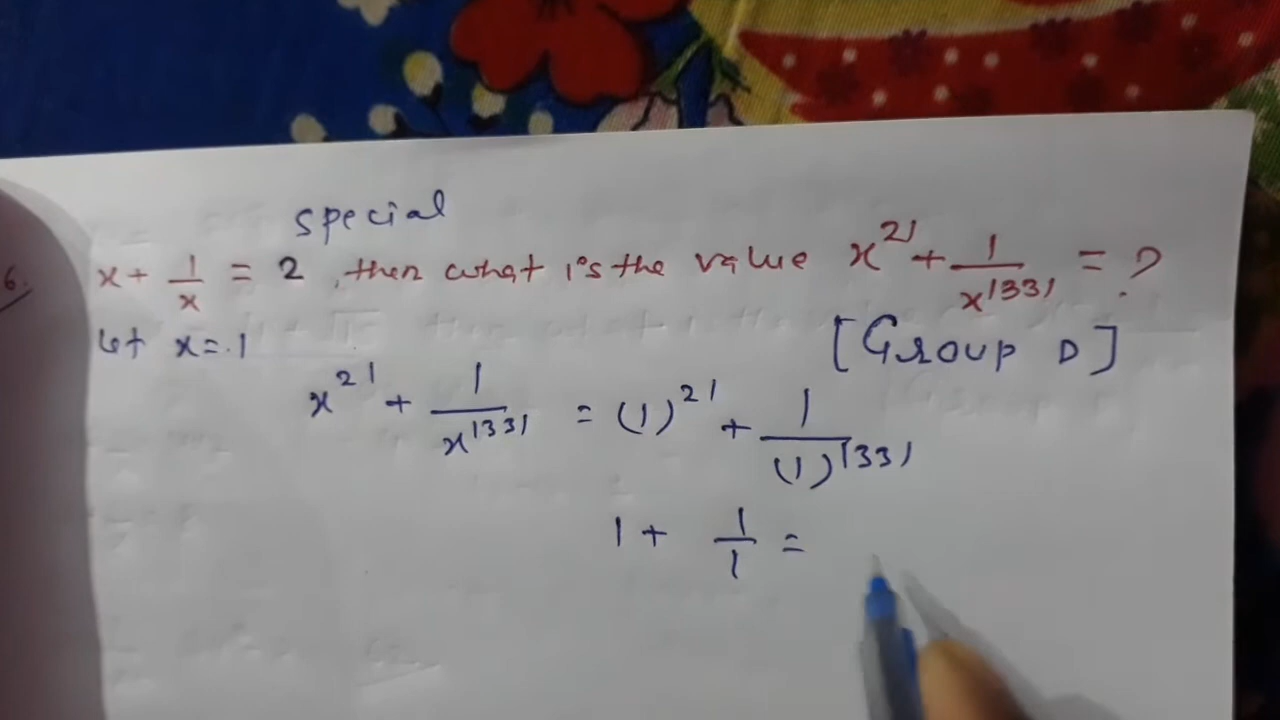 special
6. x + 1/x = 2, then what is the value x^21 + 1/x^1331 = ?
let x = 1
[Group D]
x^21 + 1/x^1331 = (1)^21 + 1/(1)^1331
1 + 1/1 =